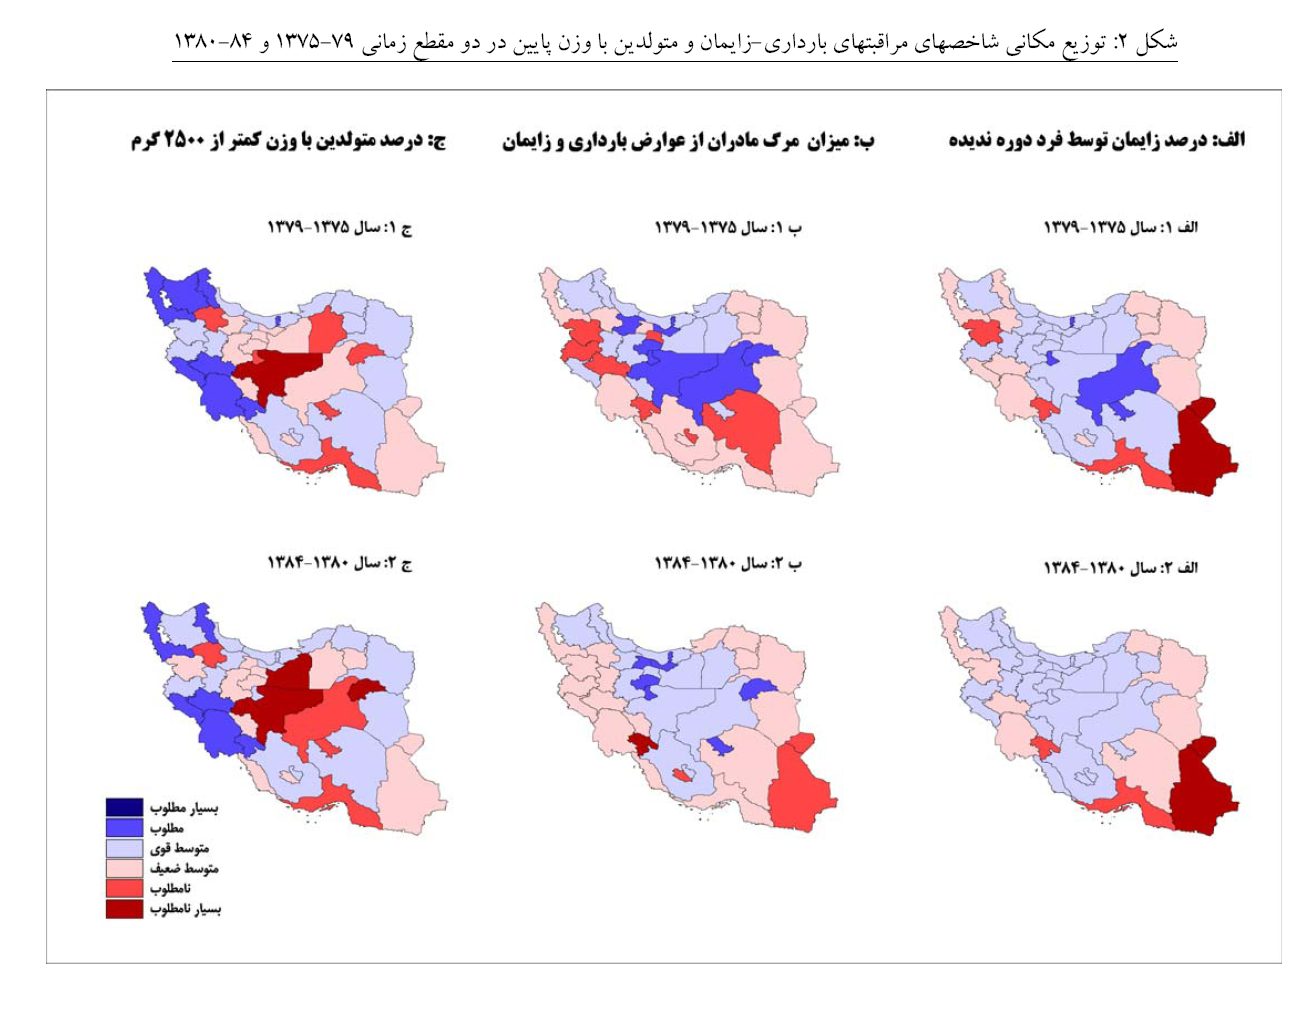 شکل ۲: توزیع مکانی شاخصهای مراقبتهای بارداری-زایمان و متولدین با وزن پایین در دو مقطع زمانی ۷۹-۱۳۷۵ و ۸۴-۱۳۸۰
الف: درصد زایمان توسط فرد دوره ندیده
ب: میزان مرگ مادران از عوارض بارداری و زایمان
ج: درصد متولدین با وزن کمتر از ۲۵۰۰ گرم
الف ۱: سال ۱۳۷۵-۱۳۷۹
ب ۱: سال ۱۳۷۵-۱۳۷۹
ج ۱: سال ۱۳۷۵-۱۳۷۹
الف ۲: سال ۱۳۸۰-۱۳۸۴
ب ۲: سال ۱۳۸۰-۱۳۸۴
ج ۲: سال ۱۳۸۰-۱۳۸۴
بسیار مطلوب
مطلوب
متوسط قوی
متوسط ضعیف
نامطلوب
بسیار نامطلوب